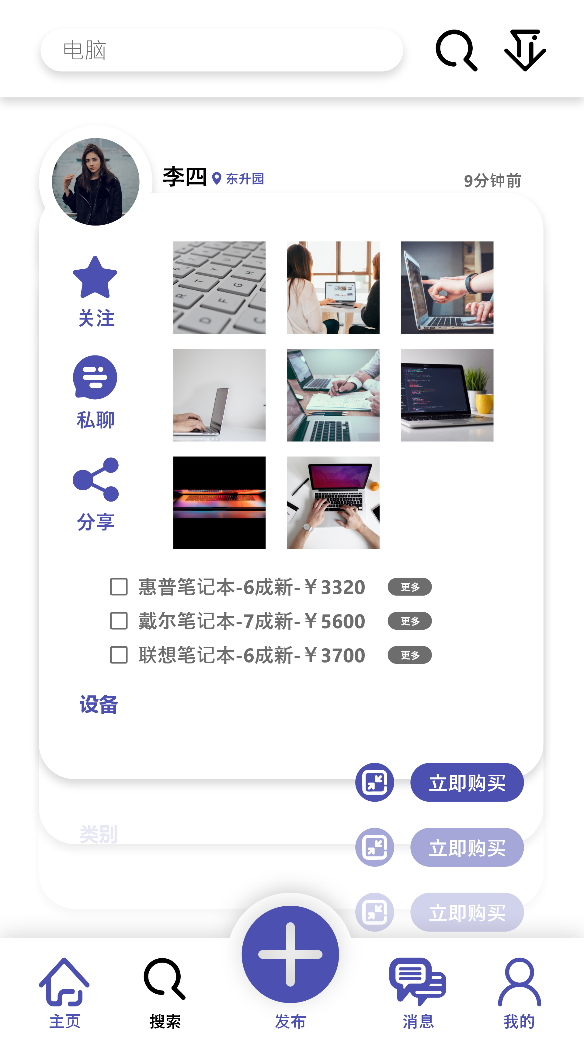 电脑
李四 东升园 9分钟前
关注
私聊
分享
惠普笔记本-6成新-￥3320 更多
戴尔笔记本-7成新-￥5600 更多
联想笔记本-6成新-￥3700 更多
设备
立即购买
类别
立即购买
立即购买
主页 搜索 发布 消息 我的